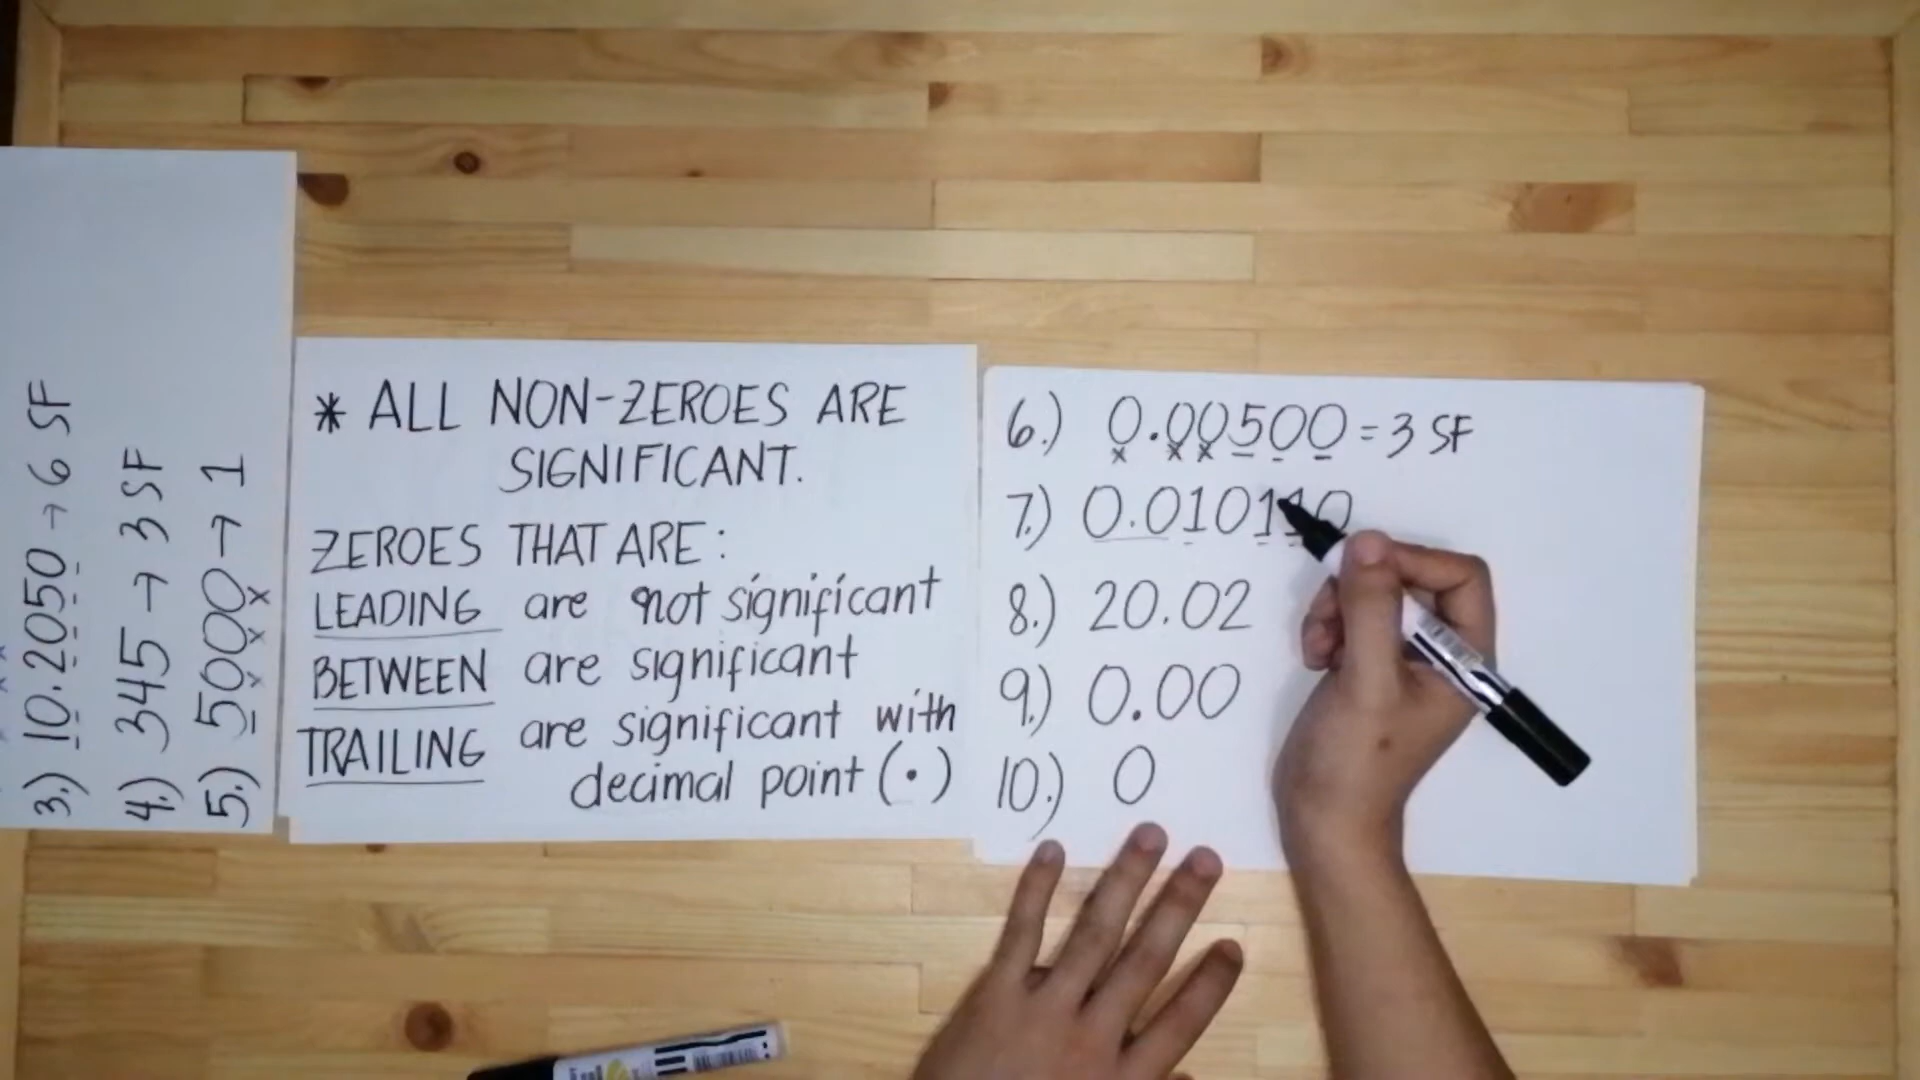 3.) 10.2050 → 6 SF
4.) 345 → 3 SF
5.) 5000 → 1
x x x
* ALL NON-ZEROES ARE
SIGNIFICANT.
ZEROES THAT ARE:
LEADING are not significant
BETWEEN are significant
TRAILING are significant with
decimal point (.)
6.) 0.00500 = 3 SF
x x x
7.) 0.010110
8.) 20.02
9.) 0.00
10.) 0